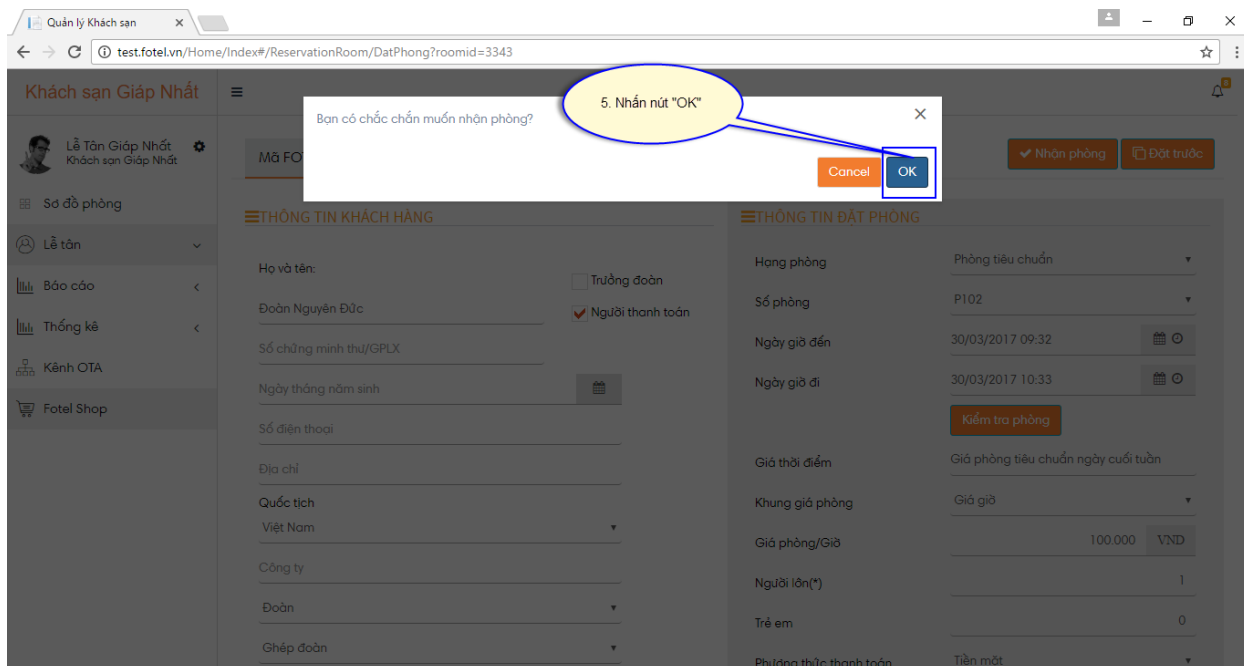 Quản lý Khách sạn
test.fotel.vn/Home/Index#/ReservationRoom/DatPhong?roomid=3343
Khách sạn Giáp Nhất
8
Lễ Tân Giáp Nhất
Khách sạn Giáp Nhất
Sơ đồ phòng
Lễ tân
Báo cáo
Thống kê
Kênh OTA
Fotel Shop
5. Nhấn nút "OK"
Bạn có chắc chắn muốn nhận phòng?
Cancel
OK
Mã FO
Nhận phòng
Đặt trước
THÔNG TIN KHÁCH HÀNG
Họ và tên:
Trưởng đoàn
Đoàn Nguyên Đức
Người thanh toán
Số chứng minh thư/GPLX
Ngày tháng năm sinh
Số điện thoại
Địa chỉ
Quốc tịch
Việt Nam
Công ty
Đoàn
Ghép đoàn
THÔNG TIN ĐẶT PHÒNG
Hạng phòng
Phòng tiêu chuẩn
Số phòng
P102
Ngày giờ đến
30/03/2017 09:32
Ngày giờ đi
30/03/2017 10:33
Kiểm tra phòng
Giá thời điểm
Giá phòng tiêu chuẩn ngày cuối tuần
Khung giá phòng
Giá giờ
Giá phòng/Giờ
100.000 VND
Người lớn(*)
1
Trẻ em
0
Phương thức thanh toán
Tiền mặt